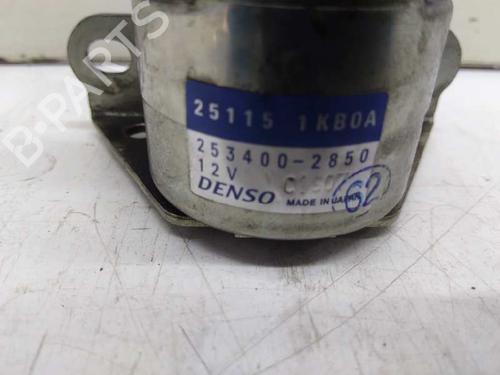 B-PARTS
25115 1KB0A
253400-2850
12V
DENSO MADE IN JAPAN
62